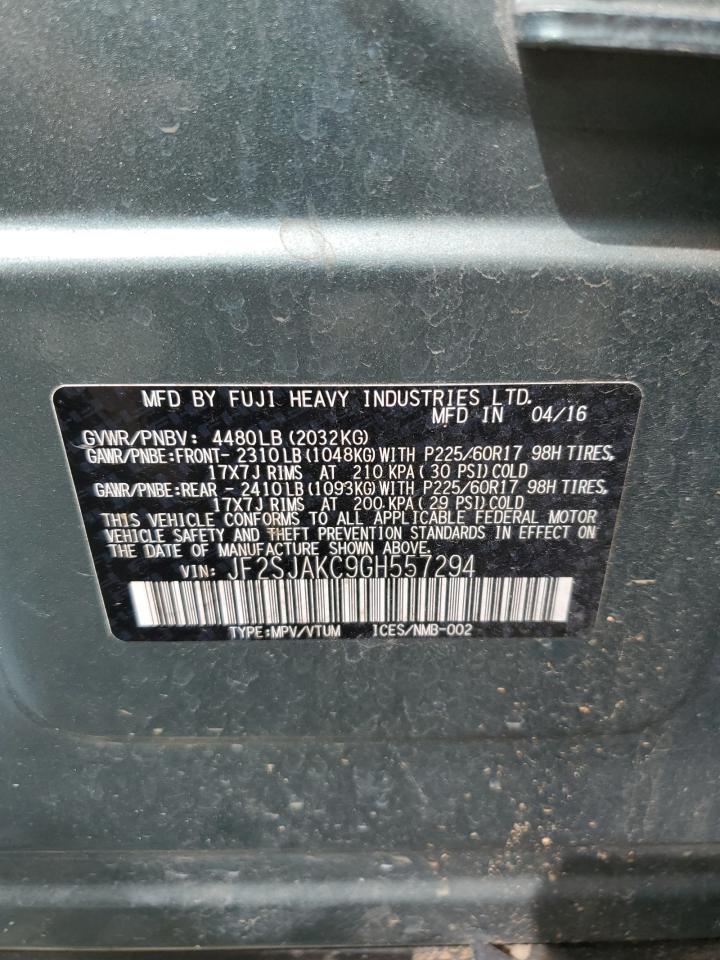 MFD BY FUJI HEAVY INDUSTRIES LTD.
MFD IN 04/16
GVWR/PNBV: 4480LB(2032KG)
GAWR/PNBE:FRONT- 2310LB(1048KG)WITH P225/60R17 98H TIRES,
17X7J RIMS AT 210 KPA(30 PSI)COLD
GAWR/PNBE:REAR - 2410LB(1093KG)WITH P225/60R17 98H TIRES,
17X7J RIMS AT 200 KPA(29 PSI)COLD
THIS VEHICLE CONFORMS TO ALL APPLICABLE FEDERAL MOTOR
VEHICLE SAFETY AND THEFT PREVENTION STANDARDS IN EFFECT ON
THE DATE OF MANUFACTURE SHOWN ABOVE.
VIN: JF2SJAKC9GH557294
TYPE:MPV/VTUM ICES/NMB-002